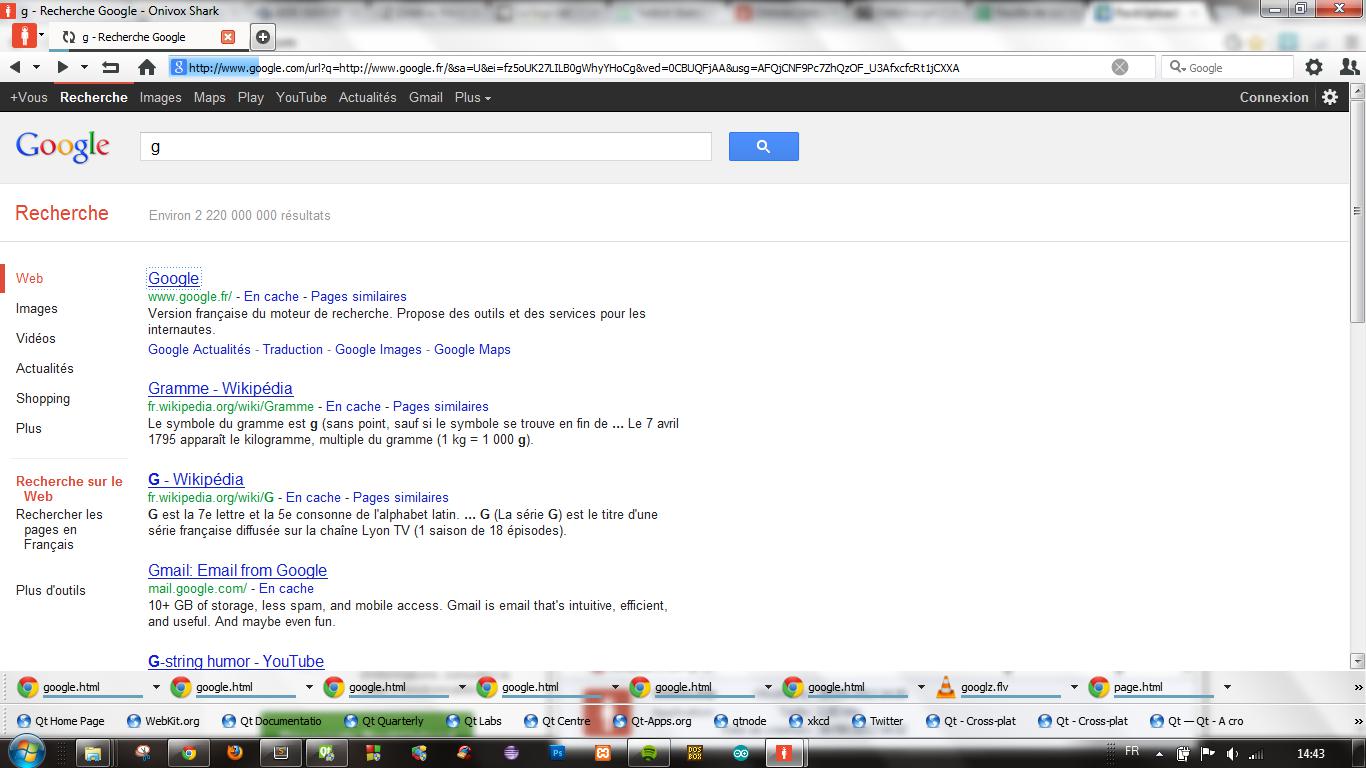 g - Recherche Google - Onivox Shark
g - Recherche Google
http://www.google.com/url?q=http://www.google.fr/&sa=U&ei=fz5oUK27LILB0gWhyYHoCg&ved=0CBUQFjAA&usg=AFQjCNF9Pc7ZhQzOF_U3AfxcfcRt1jCXXA
Google
+Vous Recherche Images Maps Play YouTube Actualités Gmail Plus Connexion
Google g
Recherche Environ 2 220 000 000 résultats
Web
Images
Vidéos
Actualités
Shopping
Plus
Recherche sur le
Web
Rechercher les
pages en
Français
Plus d'outils
Google
www.google.fr/ - En cache - Pages similaires
Version française du moteur de recherche. Propose des outils et des services pour les
internautes.
Google Actualités - Traduction - Google Images - Google Maps
Gramme - Wikipédia
fr.wikipedia.org/wiki/Gramme - En cache - Pages similaires
Le symbole du gramme est g (sans point, sauf si le symbole se trouve en fin de ... Le 7 avril
1795 apparaît le kilogramme, multiple du gramme (1 kg = 1 000 g).
G - Wikipédia
fr.wikipedia.org/wiki/G - En cache - Pages similaires
G est la 7e lettre et la 5e consonne de l'alphabet latin. ... G (La série G) est le titre d'une
série française diffusée sur la chaîne Lyon TV (1 saison de 18 épisodes).
Gmail: Email from Google
mail.google.com/ - En cache
10+ GB of storage, less spam, and mobile access. Gmail is email that's intuitive, efficient,
and useful. And maybe even fun.
G-string humor - YouTube
google.html google.html google.html google.html google.html google.html googlz.flv page.html
Qt Home Page WebKit.org Qt Documentatio Qt Quarterly Qt Labs Qt Centre Qt-Apps.org qtnode xkcd Twitter Qt - Cross-plat Qt - Cross-plat Qt — Qt - A cro
FR 14:43